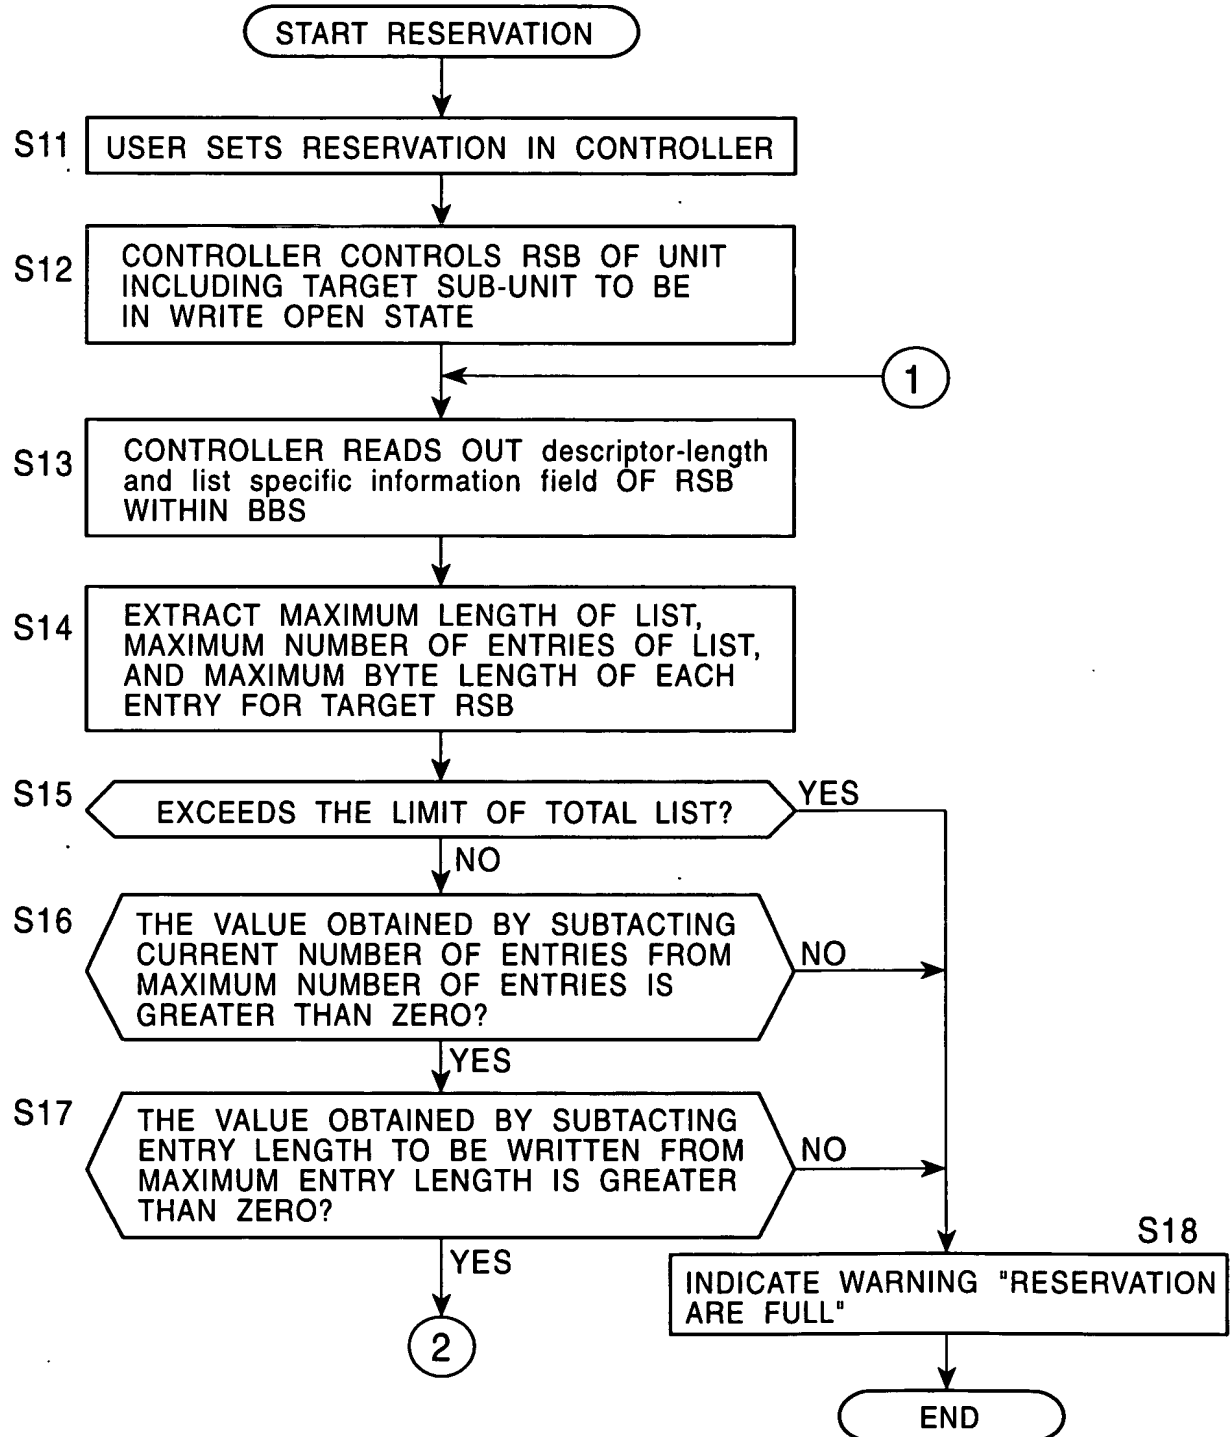 START RESERVATION
S11
USER SETS RESERVATION IN CONTROLLER
S12
CONTROLLER CONTROLS RSB OF UNIT
INCLUDING TARGET SUB-UNIT TO BE
IN WRITE OPEN STATE
1
S13
CONTROLLER READS OUT descriptor-length
and list specific information field OF RSB
WITHIN BBS
S14
EXTRACT MAXIMUM LENGTH OF LIST,
MAXIMUM NUMBER OF ENTRIES OF LIST,
AND MAXIMUM BYTE LENGTH OF EACH
ENTRY FOR TARGET RSB
S15
EXCEEDS THE LIMIT OF TOTAL LIST?
YES
NO
S16
THE VALUE OBTAINED BY SUBTACTING
CURRENT NUMBER OF ENTRIES FROM
MAXIMUM NUMBER OF ENTRIES IS
GREATER THAN ZERO?
NO
YES
S17
THE VALUE OBTAINED BY SUBTACTING
ENTRY LENGTH TO BE WRITTEN FROM
MAXIMUM ENTRY LENGTH IS GREATER
THAN ZERO?
NO
YES
2
S18
INDICATE WARNING "RESERVATION
ARE FULL"
END